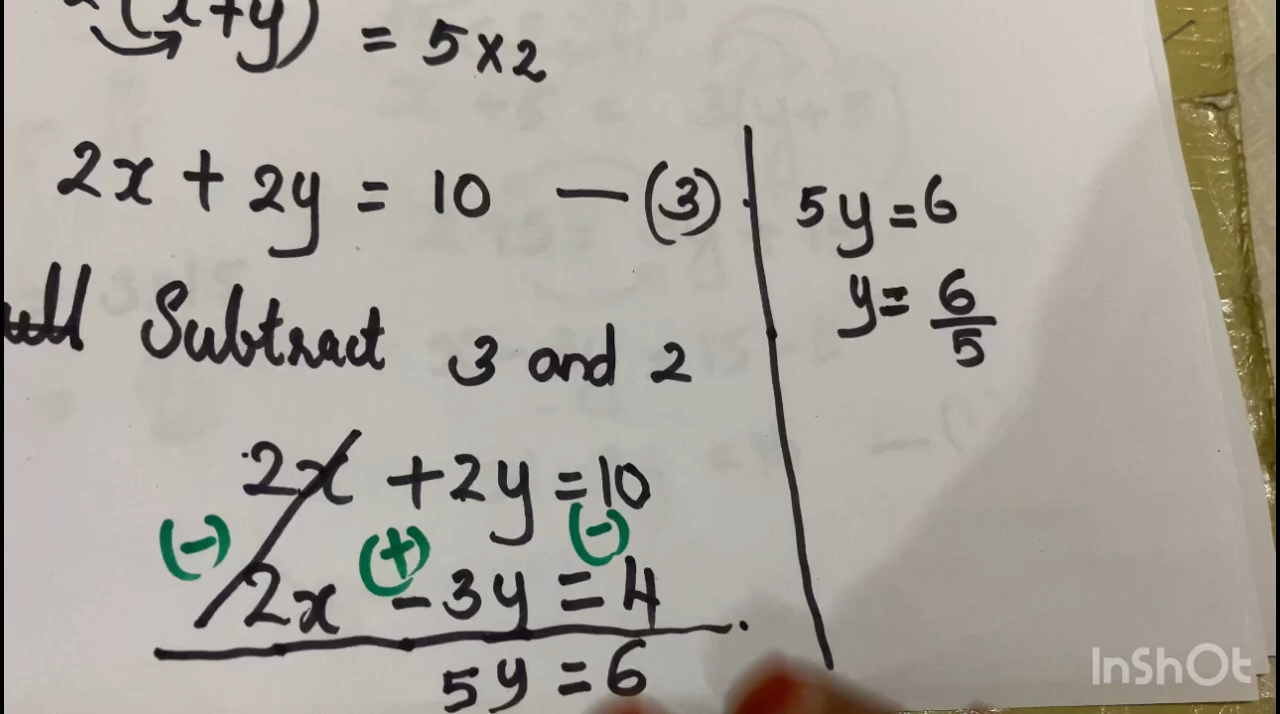 (x+y) = 5×2
2x + 2y = 10 — (3).
Subtract 3 and 2
2x + 2y = 10
(-) (+) (-)
2x - 3y = 4
5y = 6
5y = 6
y = 6/5
InShOt